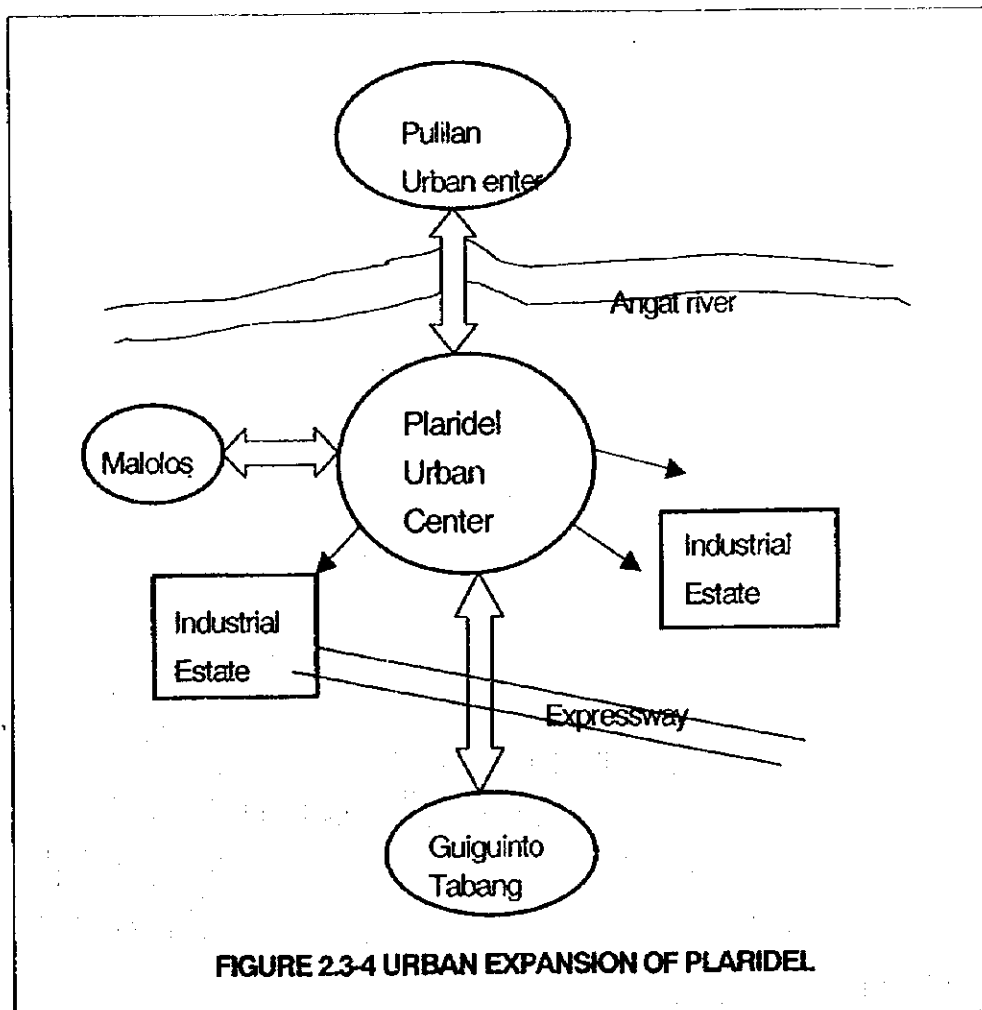 Pulilan
Urban enter
Angat river
Plaridel
Urban
Center
Malolos
Industrial
Estate
Industrial
Estate
Expressway
Guiguinto
Tabang
FIGURE 2.3-4 URBAN EXPANSION OF PLARIDEL